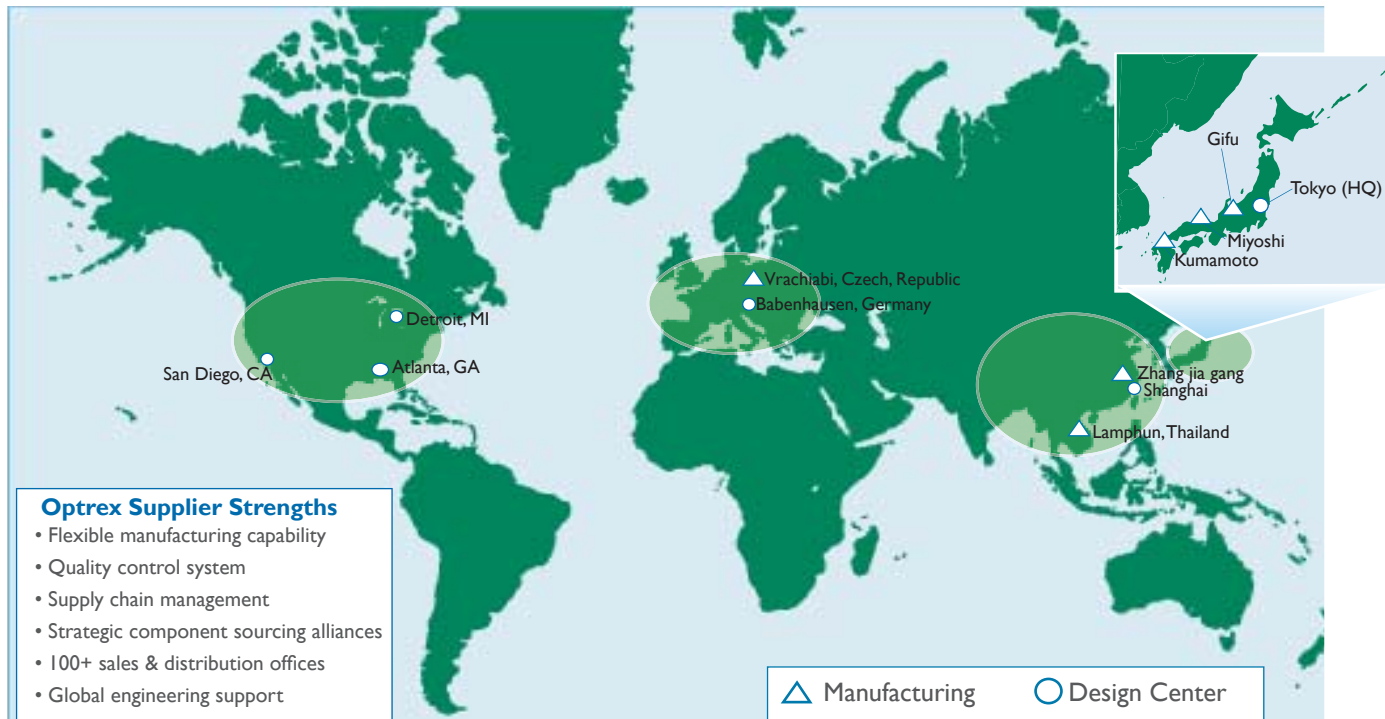 Gifu
Tokyo (HQ)
Miyoshi
Kumamoto
Vrachiabi, Czech, Republic
Babenhausen, Germany
Detroit, MI
San Diego, CA
Atlanta, GA
Zhang jia gang
Shanghai
Lamphun, Thailand
Optrex Supplier Strengths
• Flexible manufacturing capability
• Quality control system
• Supply chain management
• Strategic component sourcing alliances
• 100+ sales & distribution offices
• Global engineering support
Manufacturing
Design Center